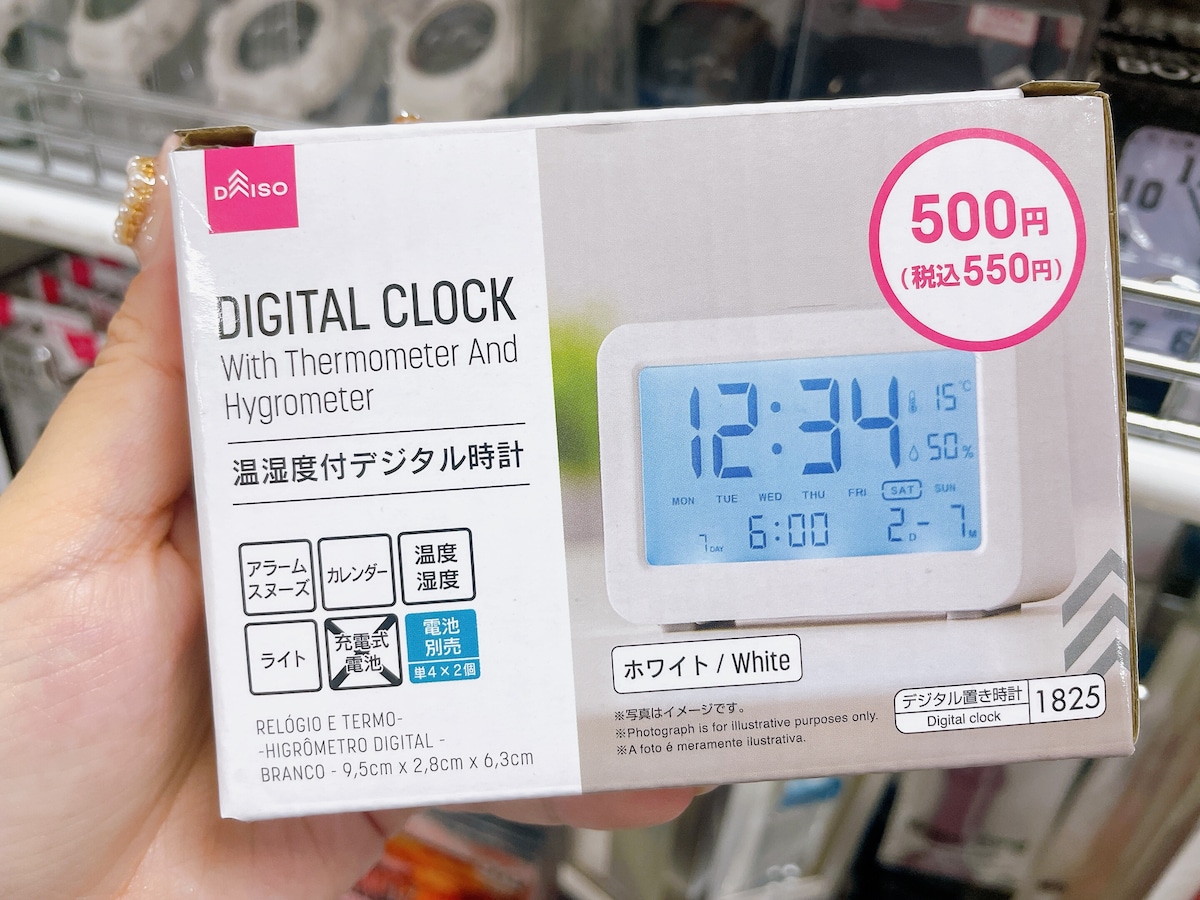 DAISO
500円
(税込550円)
DIGITAL CLOCK
With Thermometer And
Hygrometer
温湿度付デジタル時計
アラーム
スヌーズ
カレンダー
温度
湿度
ライト
充電式
電池
電池
別売
単4×2個
RELÓGIO E TERMO-
-HIGRÔMETRO DIGITAL -
BRANCO - 9,5cm x 2,8cm x 6,3cm
12:34
15°C
50%
MON TUE WED THU FRI SAT SUN
7DAY 6:00 2D-7M
ホワイト / White
※写真はイメージです。
※Photograph is for illustrative purposes only.
※A foto é meramente ilustrativa.
デジタル置き時計
Digital clock
1825
BOX
10